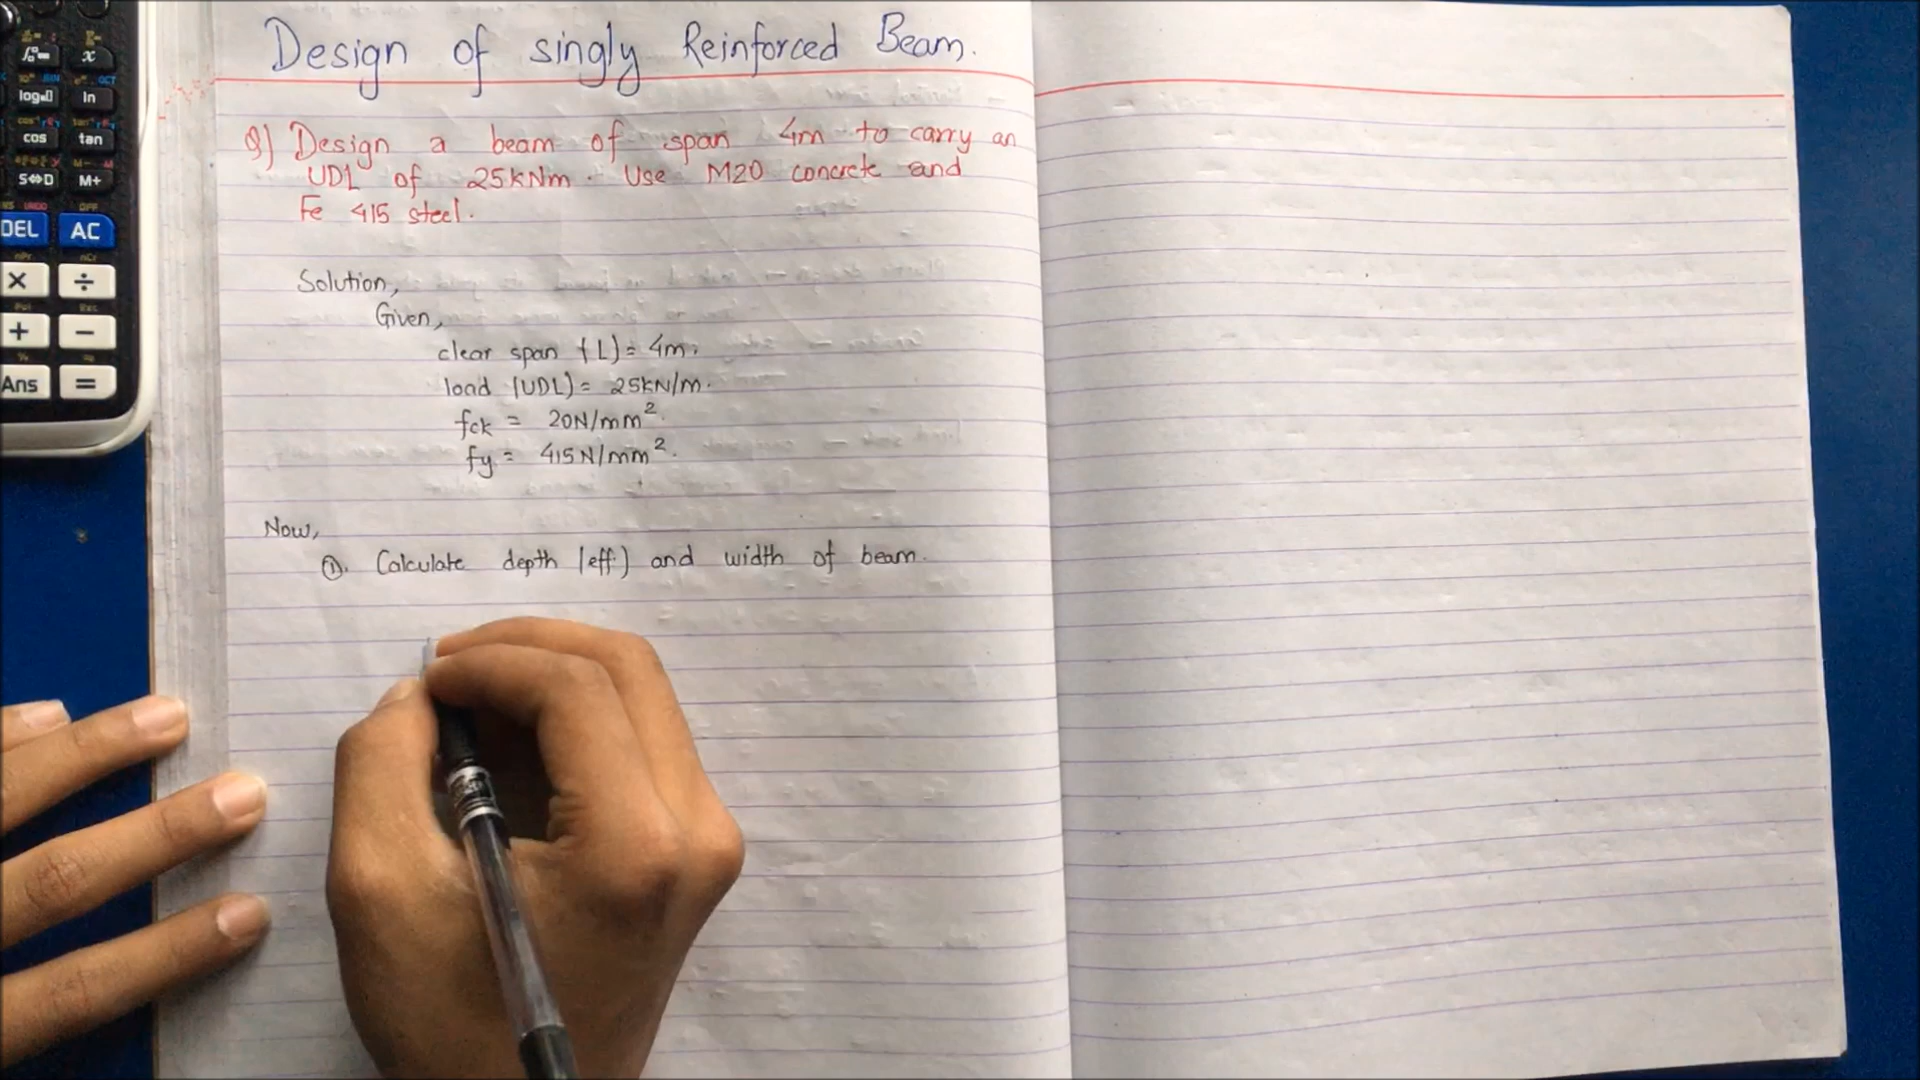 Design of singly Reinforced Beam.
Q) Design a beam of span 4m to carry an
UDL of 25kNm. Use M20 concrete and
Fe 415 steel.
Solution,
Given,
clear span (L) = 4m.
load (UDL) = 25kN/m.
fck = 20N/mm².
fy = 415N/mm².
Now,
①. Calculate depth (eff.) and width of beam.
x
log ln
cos tan
S⇔D M+
DEL AC
× ÷
+ −
Ans =